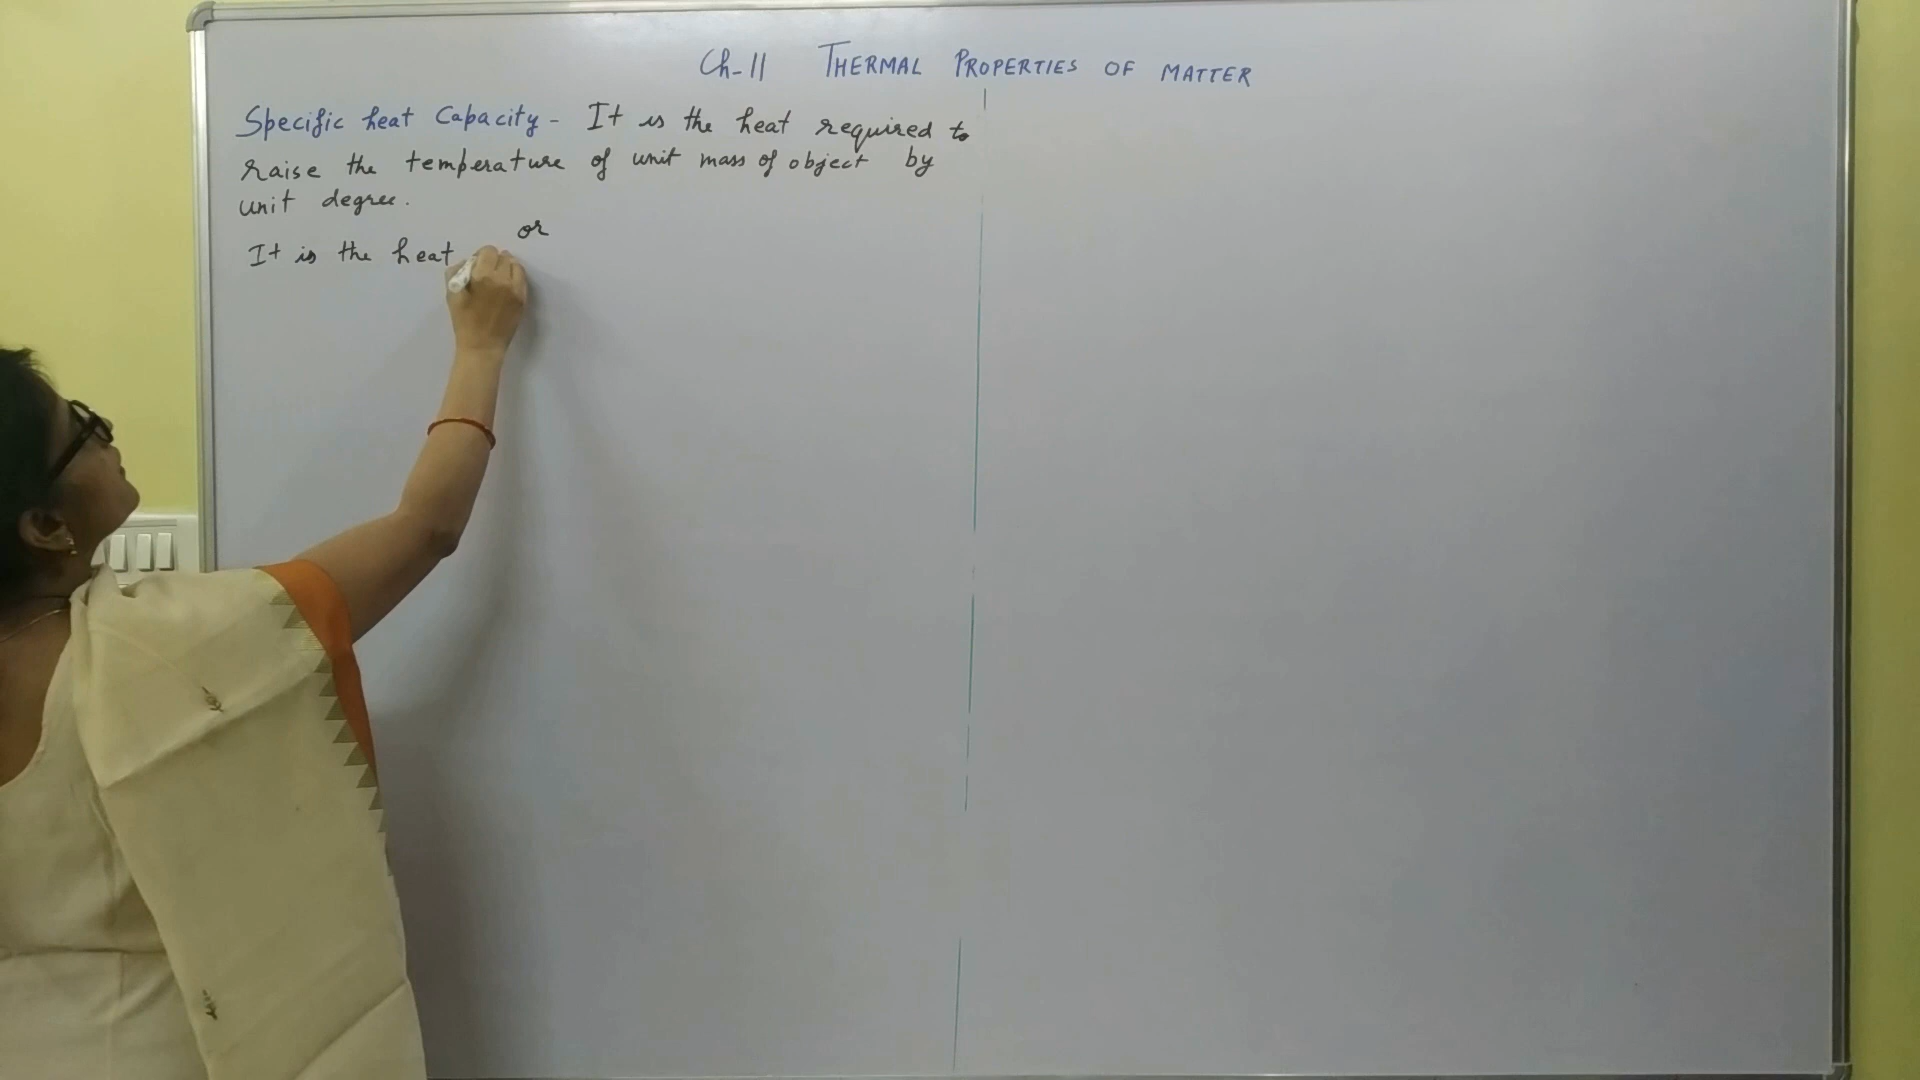 Ch-11 THERMAL PROPERTIES OF MATTER
Specific heat Capacity - It is the heat required to
raise the temperature of unit mass of object by
unit degree.
or
It is the heat